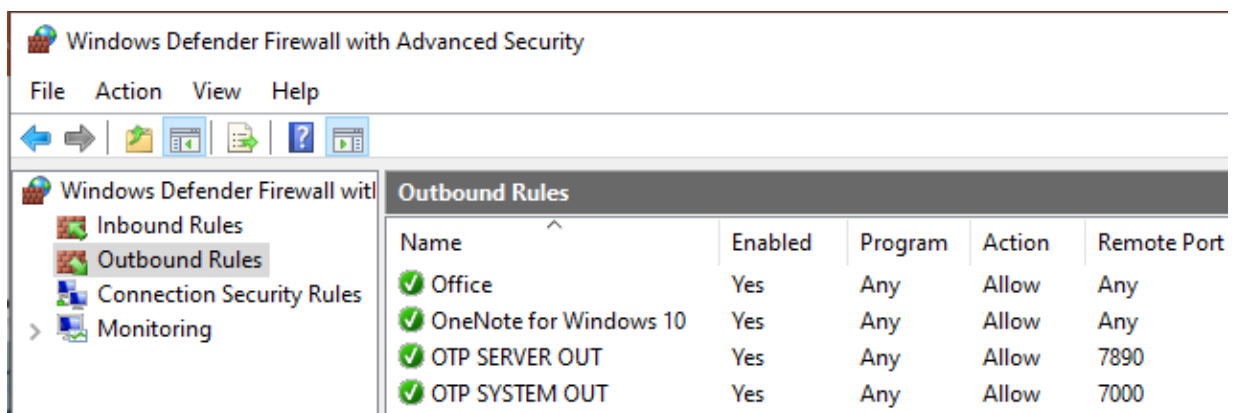 Windows Defender Firewall with Advanced Security
File Action View Help
Windows Defender Firewall witl
Inbound Rules
Outbound Rules
Connection Security Rules
Monitoring
Outbound Rules
Name Enabled Program Action Remote Port
Office Yes Any Allow Any
OneNote for Windows 10 Yes Any Allow Any
OTP SERVER OUT Yes Any Allow 7890
OTP SYSTEM OUT Yes Any Allow 7000